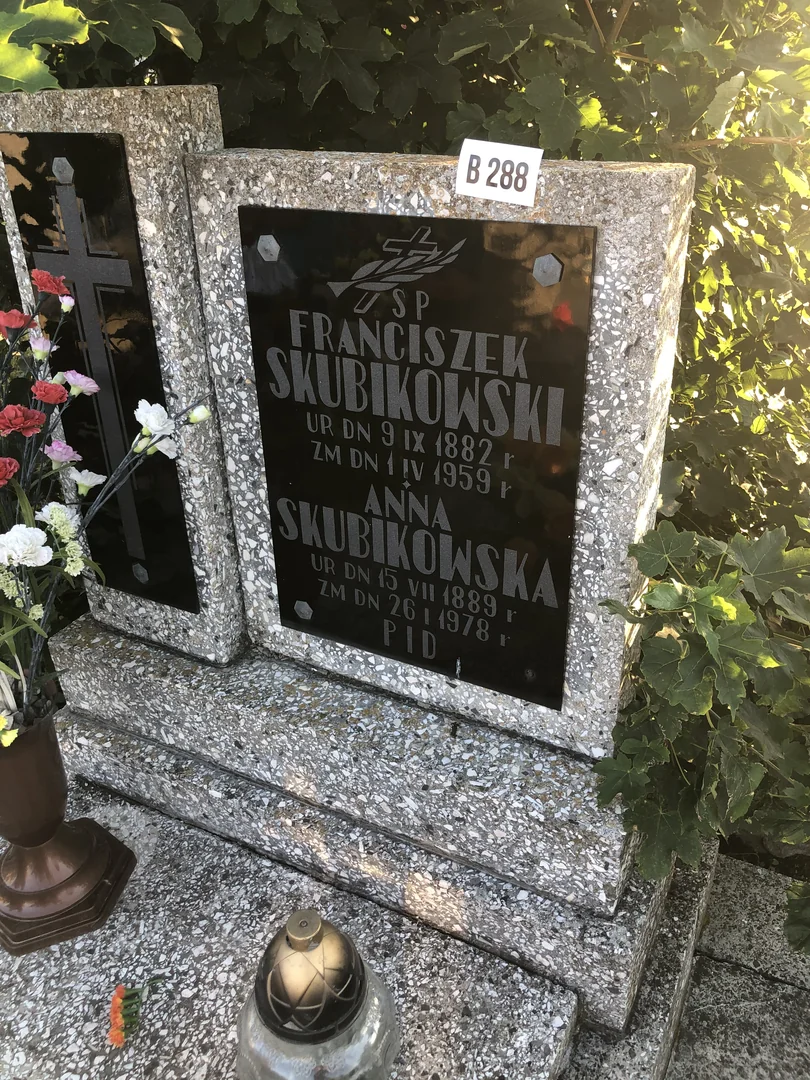 B 288
SP
FRANCISZEK
SKUBIKOWSKI
UR DN 9 IX 1882 r
ZM DN 1 IV 1959 r
ANNA
SKUBIKOWSKA
UR DN 15 VII 1889 r
ZM DN 26 I 1978 r
PID